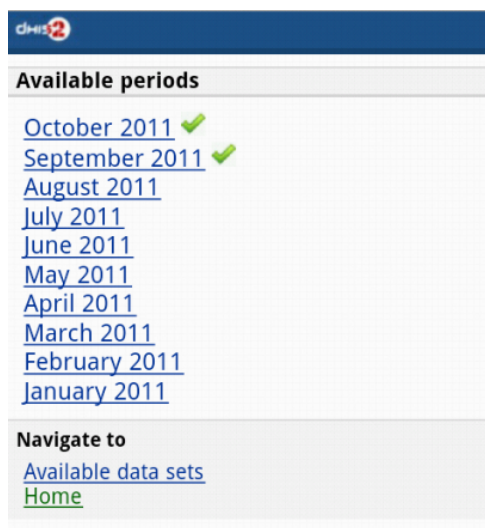 dhis2
Available periods
October 2011
September 2011
August 2011
July 2011
June 2011
May 2011
April 2011
March 2011
February 2011
January 2011
Navigate to
Available data sets
Home